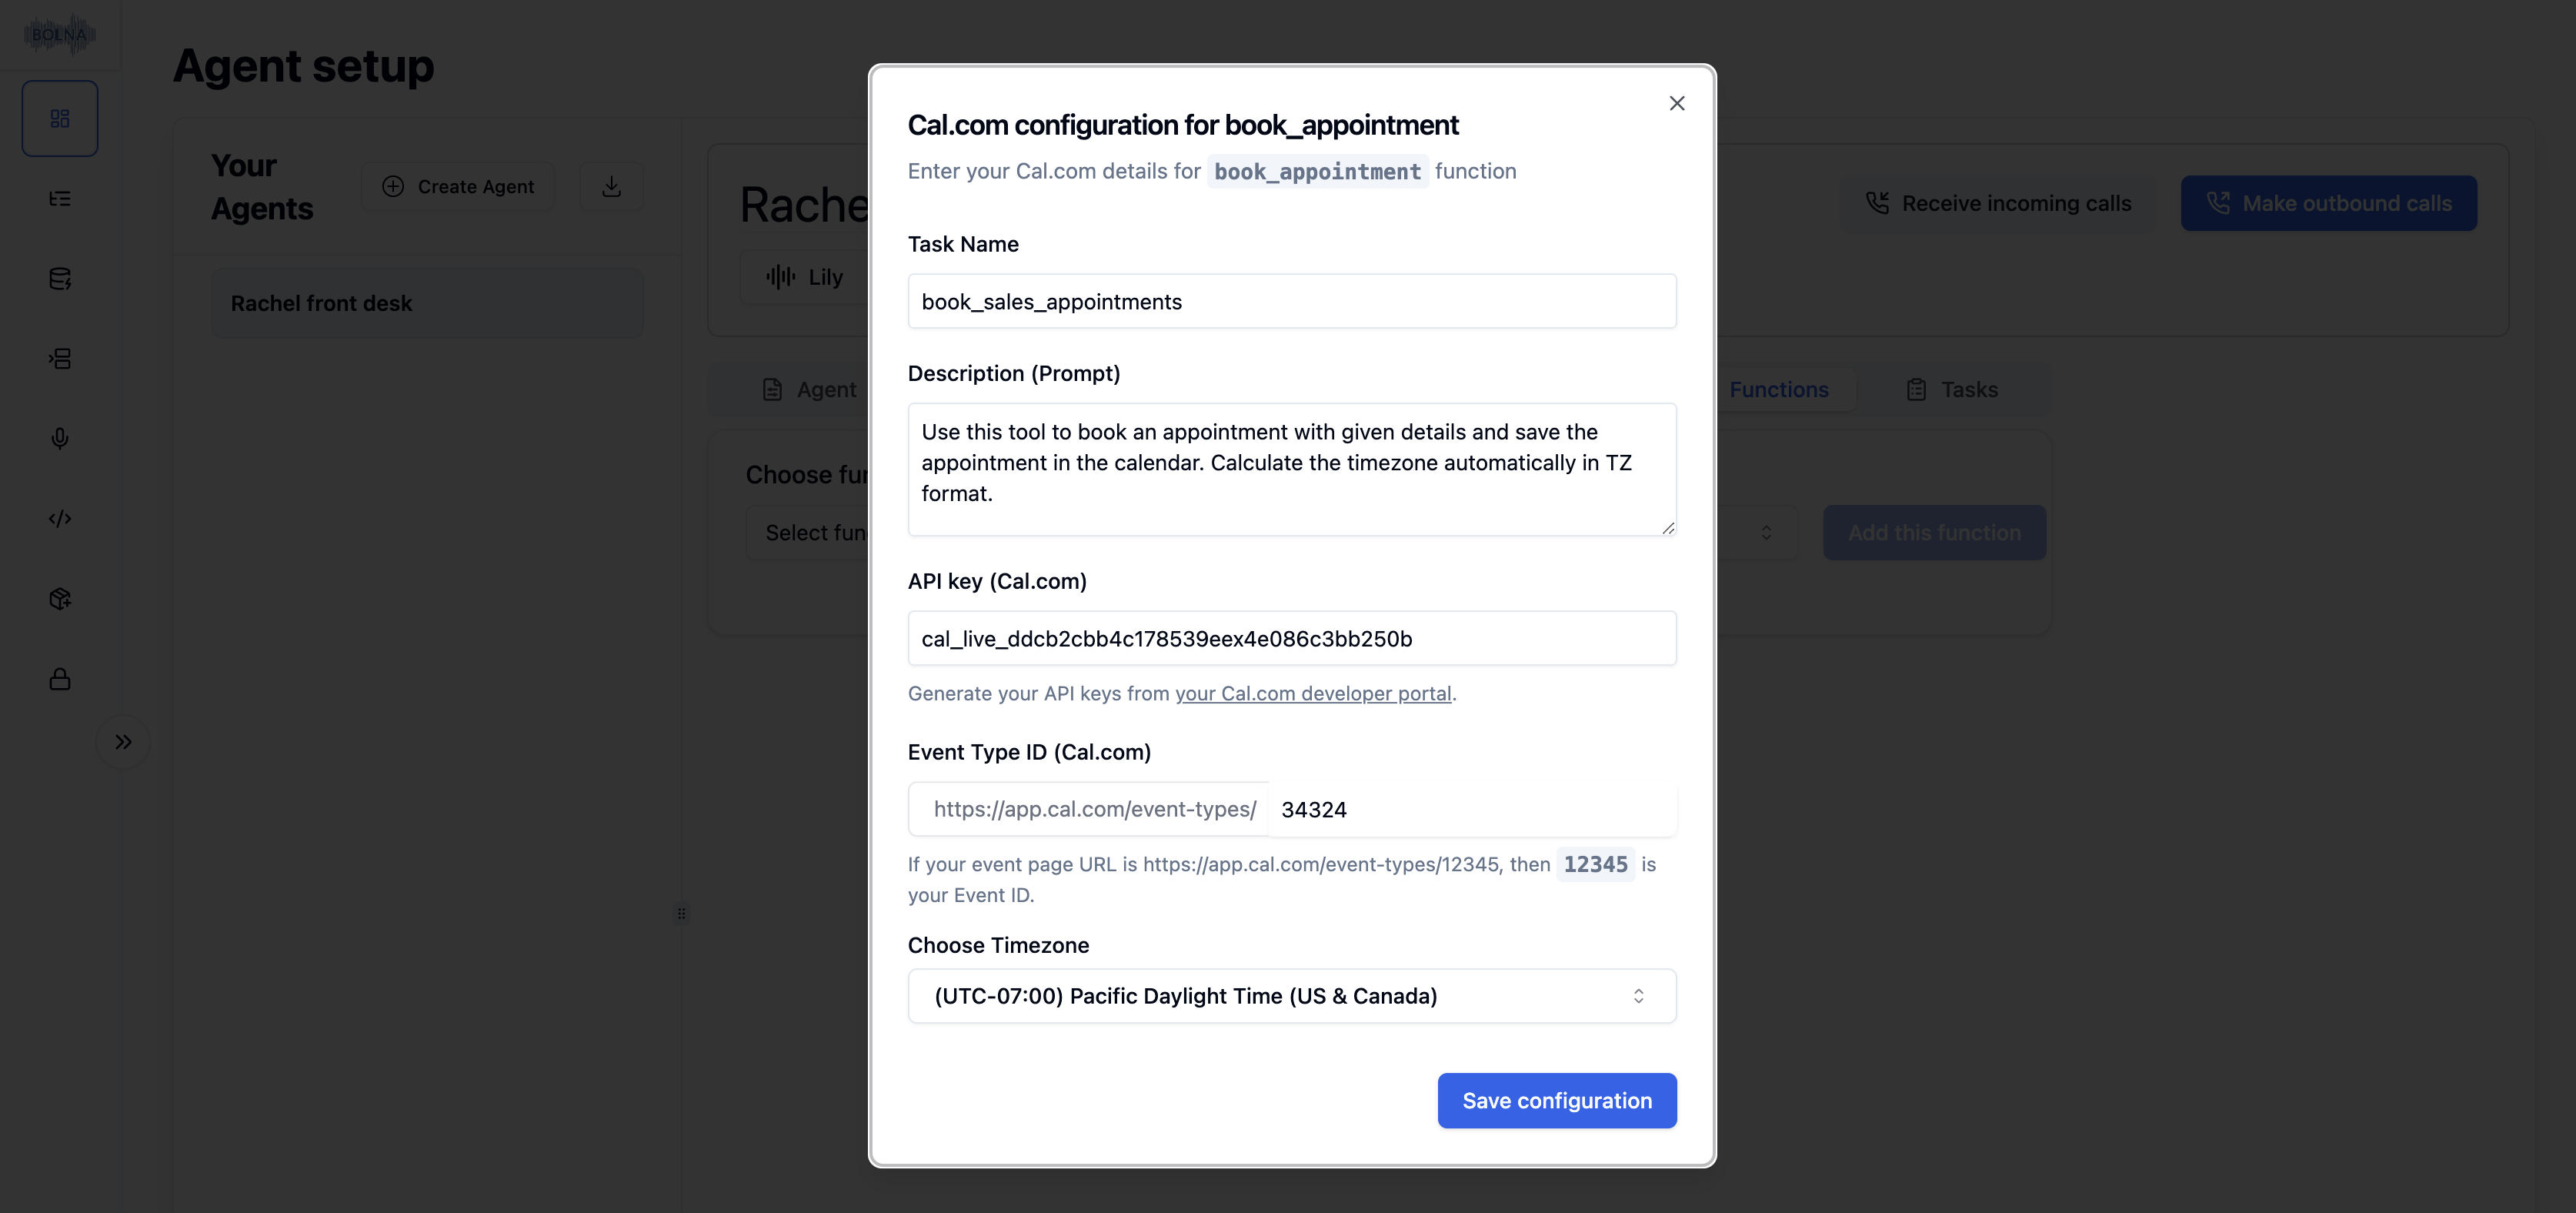 BOLNA
Agent setup
Your
Agents
Create Agent
Rachel front desk
Rache
Lily
Receive incoming calls
Make outbound calls
Agent
Functions
Tasks
Choose fur
Select fun
Add this function
Cal.com configuration for book_appointment
Enter your Cal.com details for book_appointment function
Task Name
book_sales_appointments
Description (Prompt)
Use this tool to book an appointment with given details and save the
appointment in the calendar. Calculate the timezone automatically in TZ
format.
API key (Cal.com)
cal_live_ddcb2cbb4c178539eex4e086c3bb250b
Generate your API keys from your Cal.com developer portal.
Event Type ID (Cal.com)
https://app.cal.com/event-types/ 34324
If your event page URL is https://app.cal.com/event-types/12345, then 12345 is
your Event ID.
Choose Timezone
(UTC-07:00) Pacific Daylight Time (US & Canada)
Save configuration